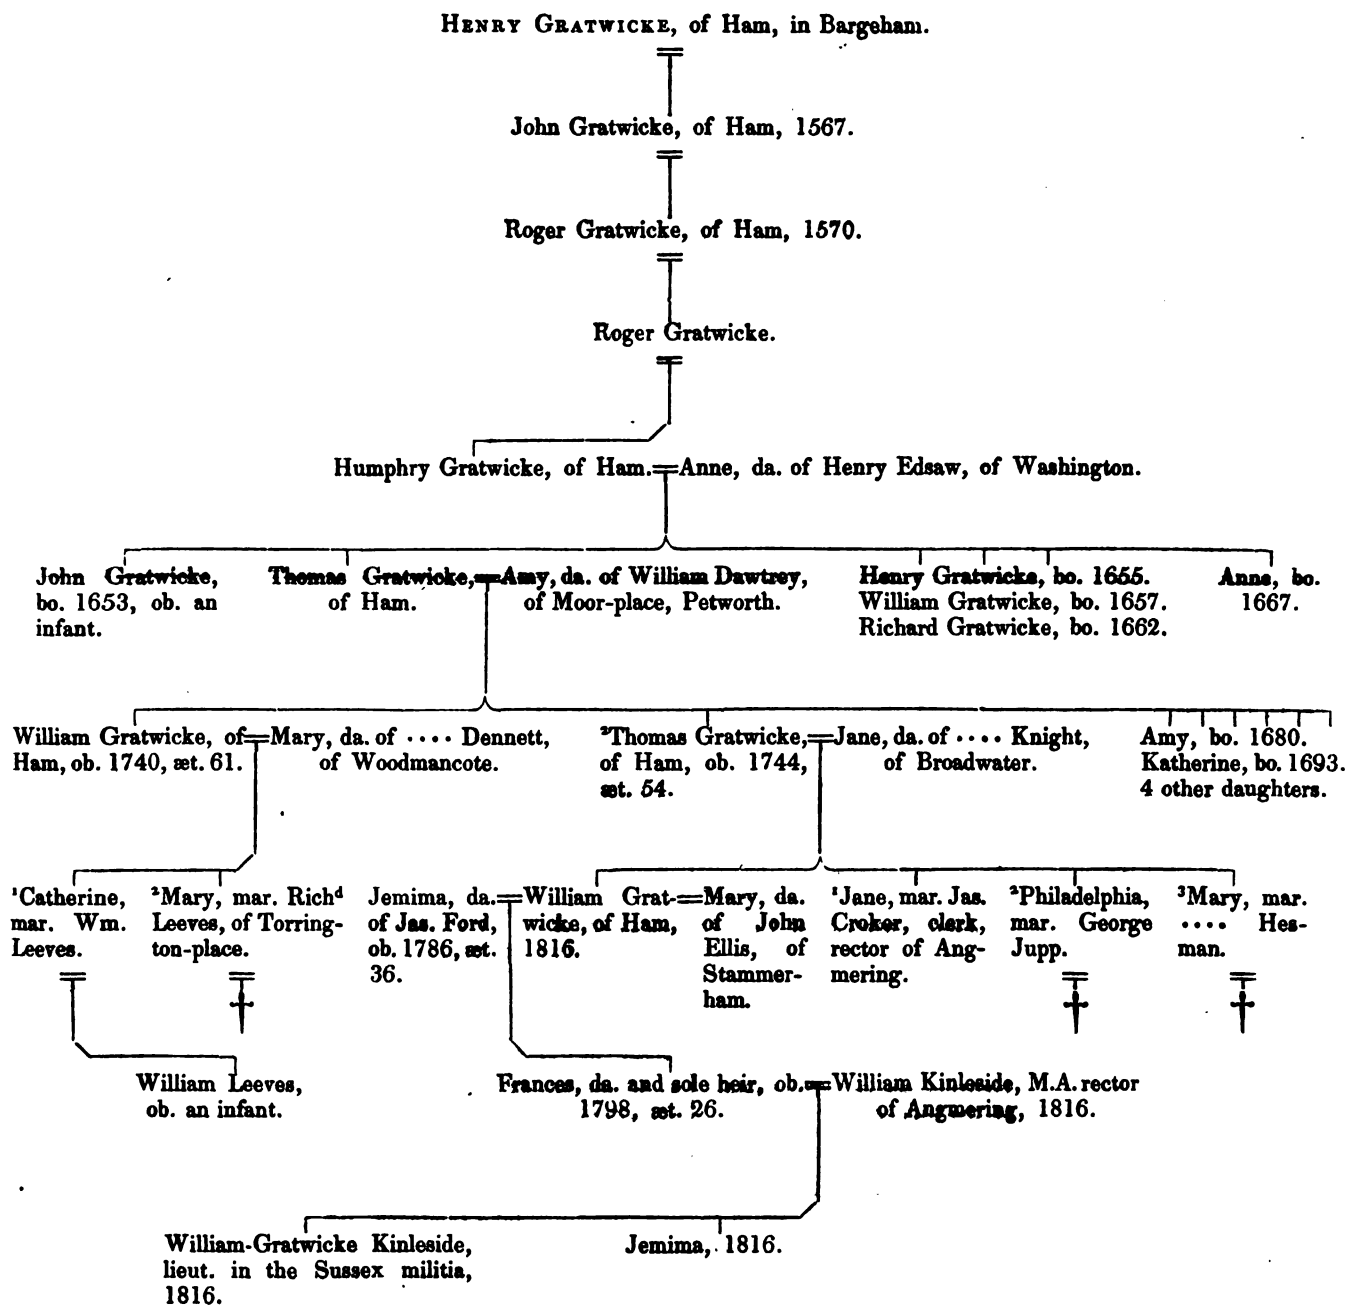 HENRY GRATWICKE, of Ham, in Bargeham.
John Gratwicke, of Ham, 1567.
Roger Gratwicke, of Ham, 1570.
Roger Gratwicke.
Humphry Gratwicke, of Ham.=Anne, da. of Henry Edsaw, of Washington.
John Gratwicke,
bo. 1653, ob. an
infant.
Thomas Gratwicke,=Amy, da. of William Dawtrey,
of Ham.
of Moor-place, Petworth.
Henry Gratwicke, bo. 1655.
William Gratwicke, bo. 1657.
Richard Gratwicke, bo. 1662.
Anne, bo.
1667.
William Gratwicke, of=Mary, da. of .... Dennett,
Ham, ob. 1740, æt. 61.
of Woodmancote.
²Thomas Gratwicke,=Jane, da. of .... Knight,
of Ham, ob. 1744,
æt. 54.
of Broadwater.
Amy, bo. 1680.
Katherine, bo. 1693.
4 other daughters.
¹Catherine,
mar. Wm.
Leeves.
²Mary, mar. Richᵈ
Leeves, of Torring-
ton-place.
Jemima, da.
of Jas. Ford,
ob. 1786, æt.
36.
=William Grat-=
wicke, of Ham,
1816.
Mary, da.
of John
Ellis, of
Stammer-
ham.
¹Jane, mar. Jas.
Croker, clerk,
rector of Ang-
mering.
²Philadelphia,
mar. George
Jupp.
³Mary, mar.
.... Hes-
man.
William Leeves,
ob. an infant.
Frances, da. and sole heir, ob.=William Kinleside, M.A. rector
1798, æt. 26.
of Angmering, 1816.
William-Gratwicke Kinleside,
lieut. in the Sussex militia,
1816.
Jemima, 1816.